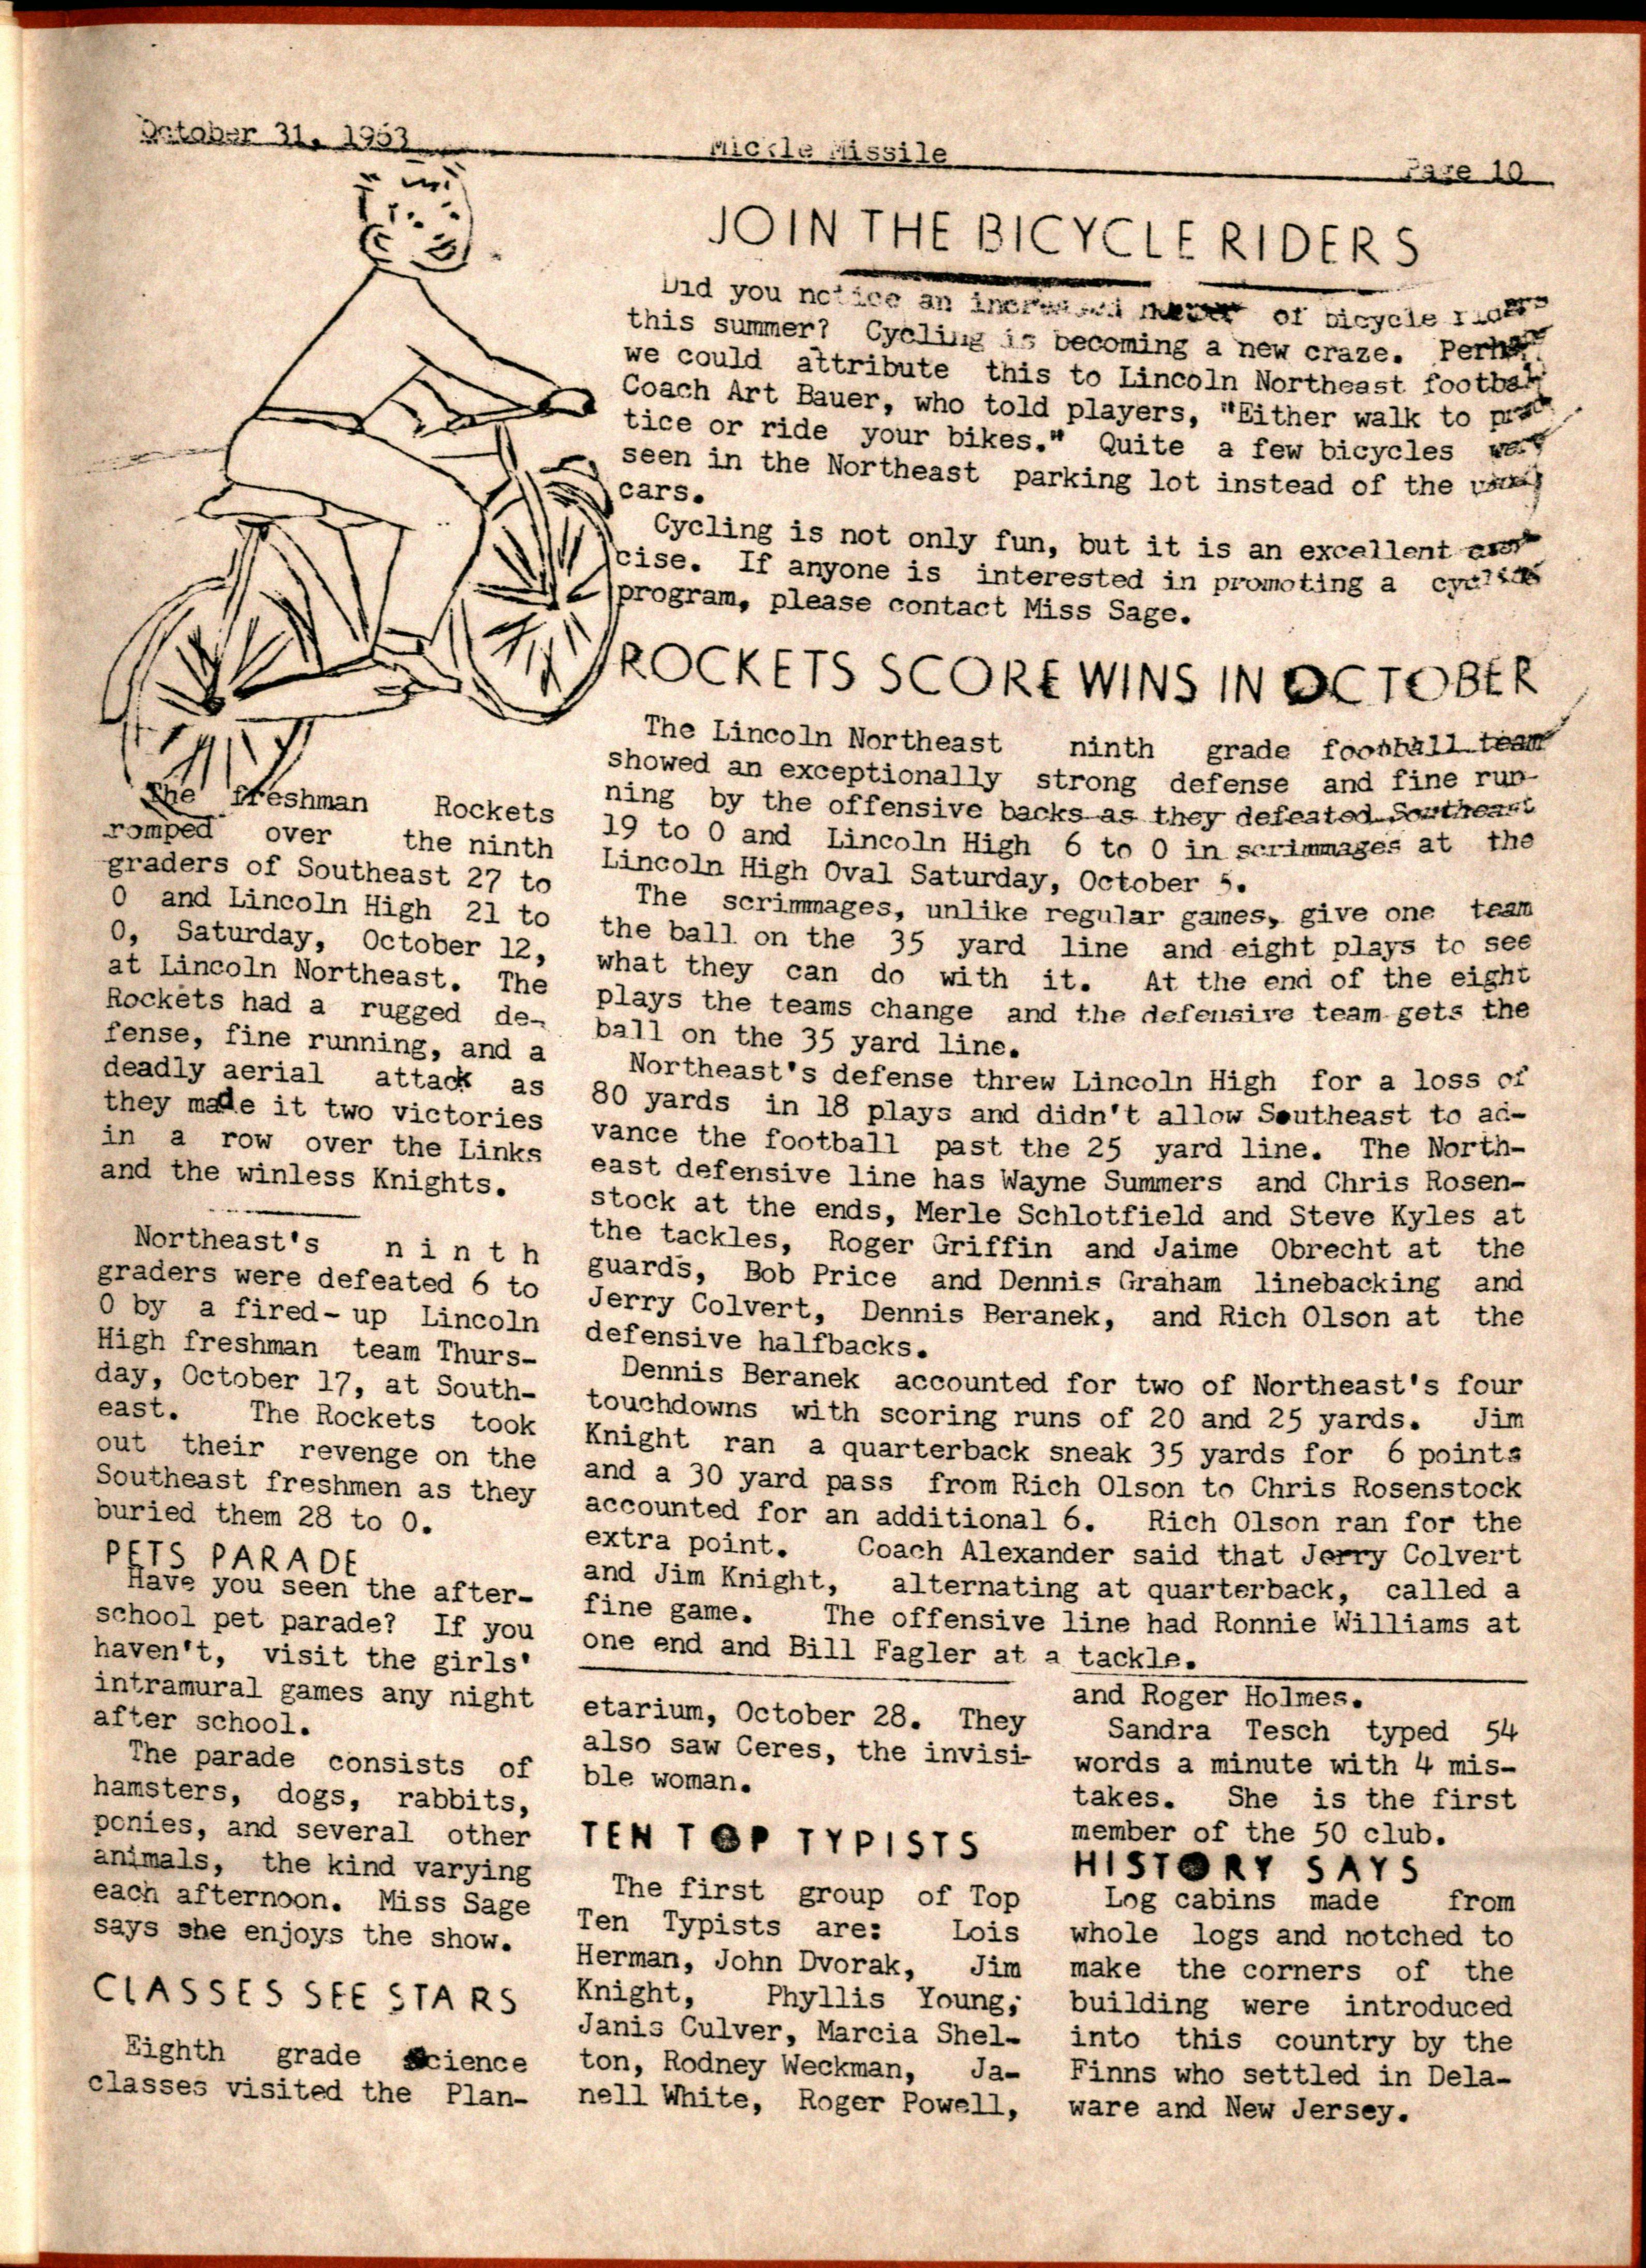 October 31, 1963
Mickle Missile
Page 10
JOIN THE BICYCLE RIDERS
Did you notice an increased of bicycle riders
this summer? Cycling is becoming a new craze. Perhaps
we could attribute this to Lincoln Northeast football
Coach Art Bauer, who told players, "Either walk to prac-
tice or ride your bikes." Quite a few bicycles were
seen in the Northeast parking lot instead of the
cars.
Cycling is not only fun, but it is an excellent exer-
cise. If anyone is interested in promoting a cycling
program, please contact Miss Sage.
ROCKETS SCORE WINS IN OCTOBER
The Lincoln Northeast ninth grade football team
showed an exceptionally strong defense and fine run-
ning by the offensive backs as they defeated Southeast
19 to 0 and Lincoln High 6 to 0 in scrimmages at the
Lincoln High Oval Saturday, October 5.
The scrimmages, unlike regular games, give one team
the ball on the 35 yard line and eight plays to see
what they can do with it. At the end of the eight
plays the teams change and the defensive team gets the
ball on the 35 yard line.
Northeast's defense threw Lincoln High for a loss of
80 yards in 18 plays and didn't allow Southeast to ad-
vance the football past the 25 yard line. The North-
east defensive line has Wayne Summers and Chris Rosen-
stock at the ends, Merle Schlotfield and Steve Kyles at
the tackles, Roger Griffin and Jaime Obrecht at the
guards, Bob Price and Dennis Graham linebacking and
Jerry Colvert, Dennis Beranek, and Rich Olson at the
defensive halfbacks.
Dennis Beranek accounted for two of Northeast's four
touchdowns with scoring runs of 20 and 25 yards. Jim
Knight ran a quarterback sneak 35 yards for 6 points
and a 30 yard pass from Rich Olson to Chris Rosenstock
accounted for an additional 6. Rich Olson ran for the
extra point. Coach Alexander said that Jerry Colvert
and Jim Knight, alternating at quarterback, called a
fine game. The offensive line had Ronnie Williams at
one end and Bill Fagler at a tackle.
The freshman Rockets
romped over the ninth
graders of Southeast 27 to
0 and Lincoln High 21 to
0, Saturday, October 12,
at Lincoln Northeast. The
Rockets had a rugged de-
fense, fine running, and a
deadly aerial attack as
they made it two victories
in a row over the Links
and the winless Knights.
Northeast's ninth
graders were defeated 6 to
0 by a fired-up Lincoln
High freshman team Thurs-
day, October 17, at South-
east. The Rockets took
out their revenge on the
Southeast freshmen as they
buried them 28 to 0.
PETS PARADE
Have you seen the after-
school pet parade? If you
haven't, visit the girls'
intramural games any night
after school.
The parade consists of
hamsters, dogs, rabbits,
ponies, and several other
animals, the kind varying
each afternoon. Miss Sage
says she enjoys the show.
CLASSES SEE STARS
Eighth grade science
classes visited the Plan-
etarium, October 28. They
also saw Ceres, the invisi-
ble woman.
TEN TOP TYPISTS
The first group of Top
Ten Typists are: Lois
Herman, John Dvorak, Jim
Knight, Phyllis Young,
Janis Culver, Marcia Shel-
ton, Rodney Weckman, Ja-
nell White, Roger Powell,
and Roger Holmes.
Sandra Tesch typed 54
words a minute with 4 mis-
takes. She is the first
member of the 50 club.
HISTORY SAYS
Log cabins made from
whole logs and notched to
make the corners of the
building were introduced
into this country by the
Finns who settled in Dela-
ware and New Jersey.